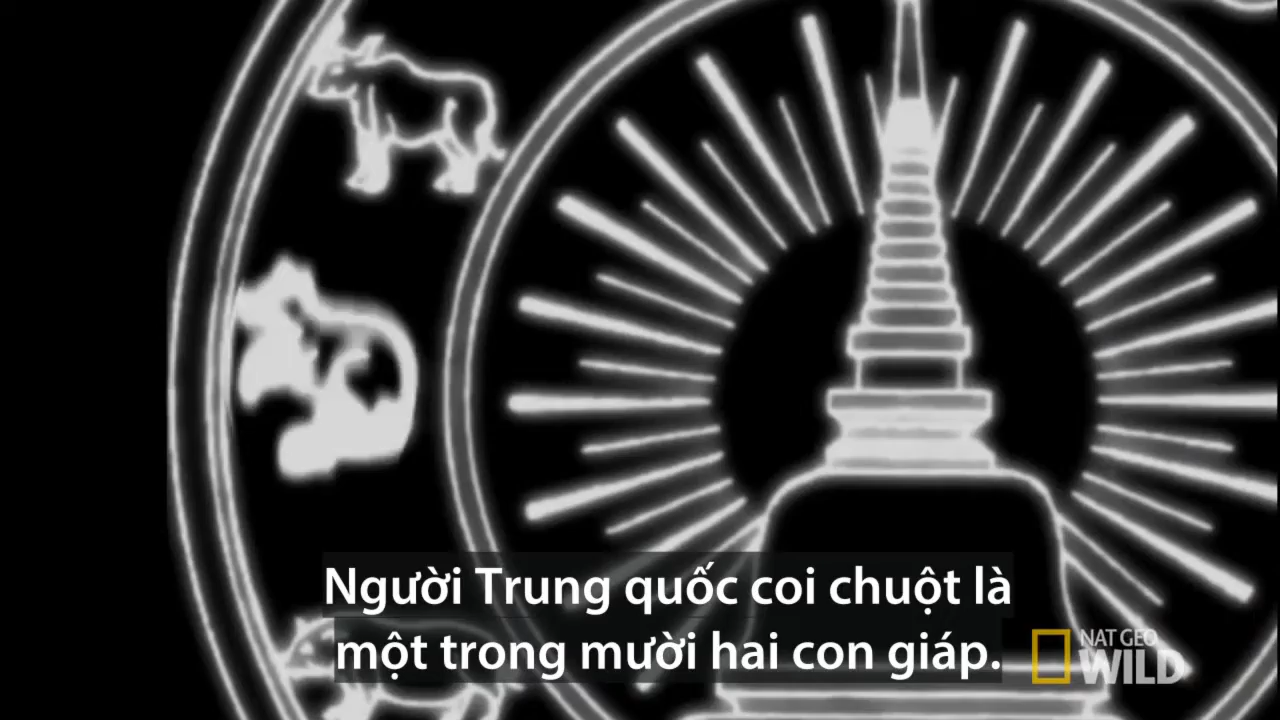 Người Trung quốc coi chuột là
một trong mười hai con giáp.
NAT GEO
WILD